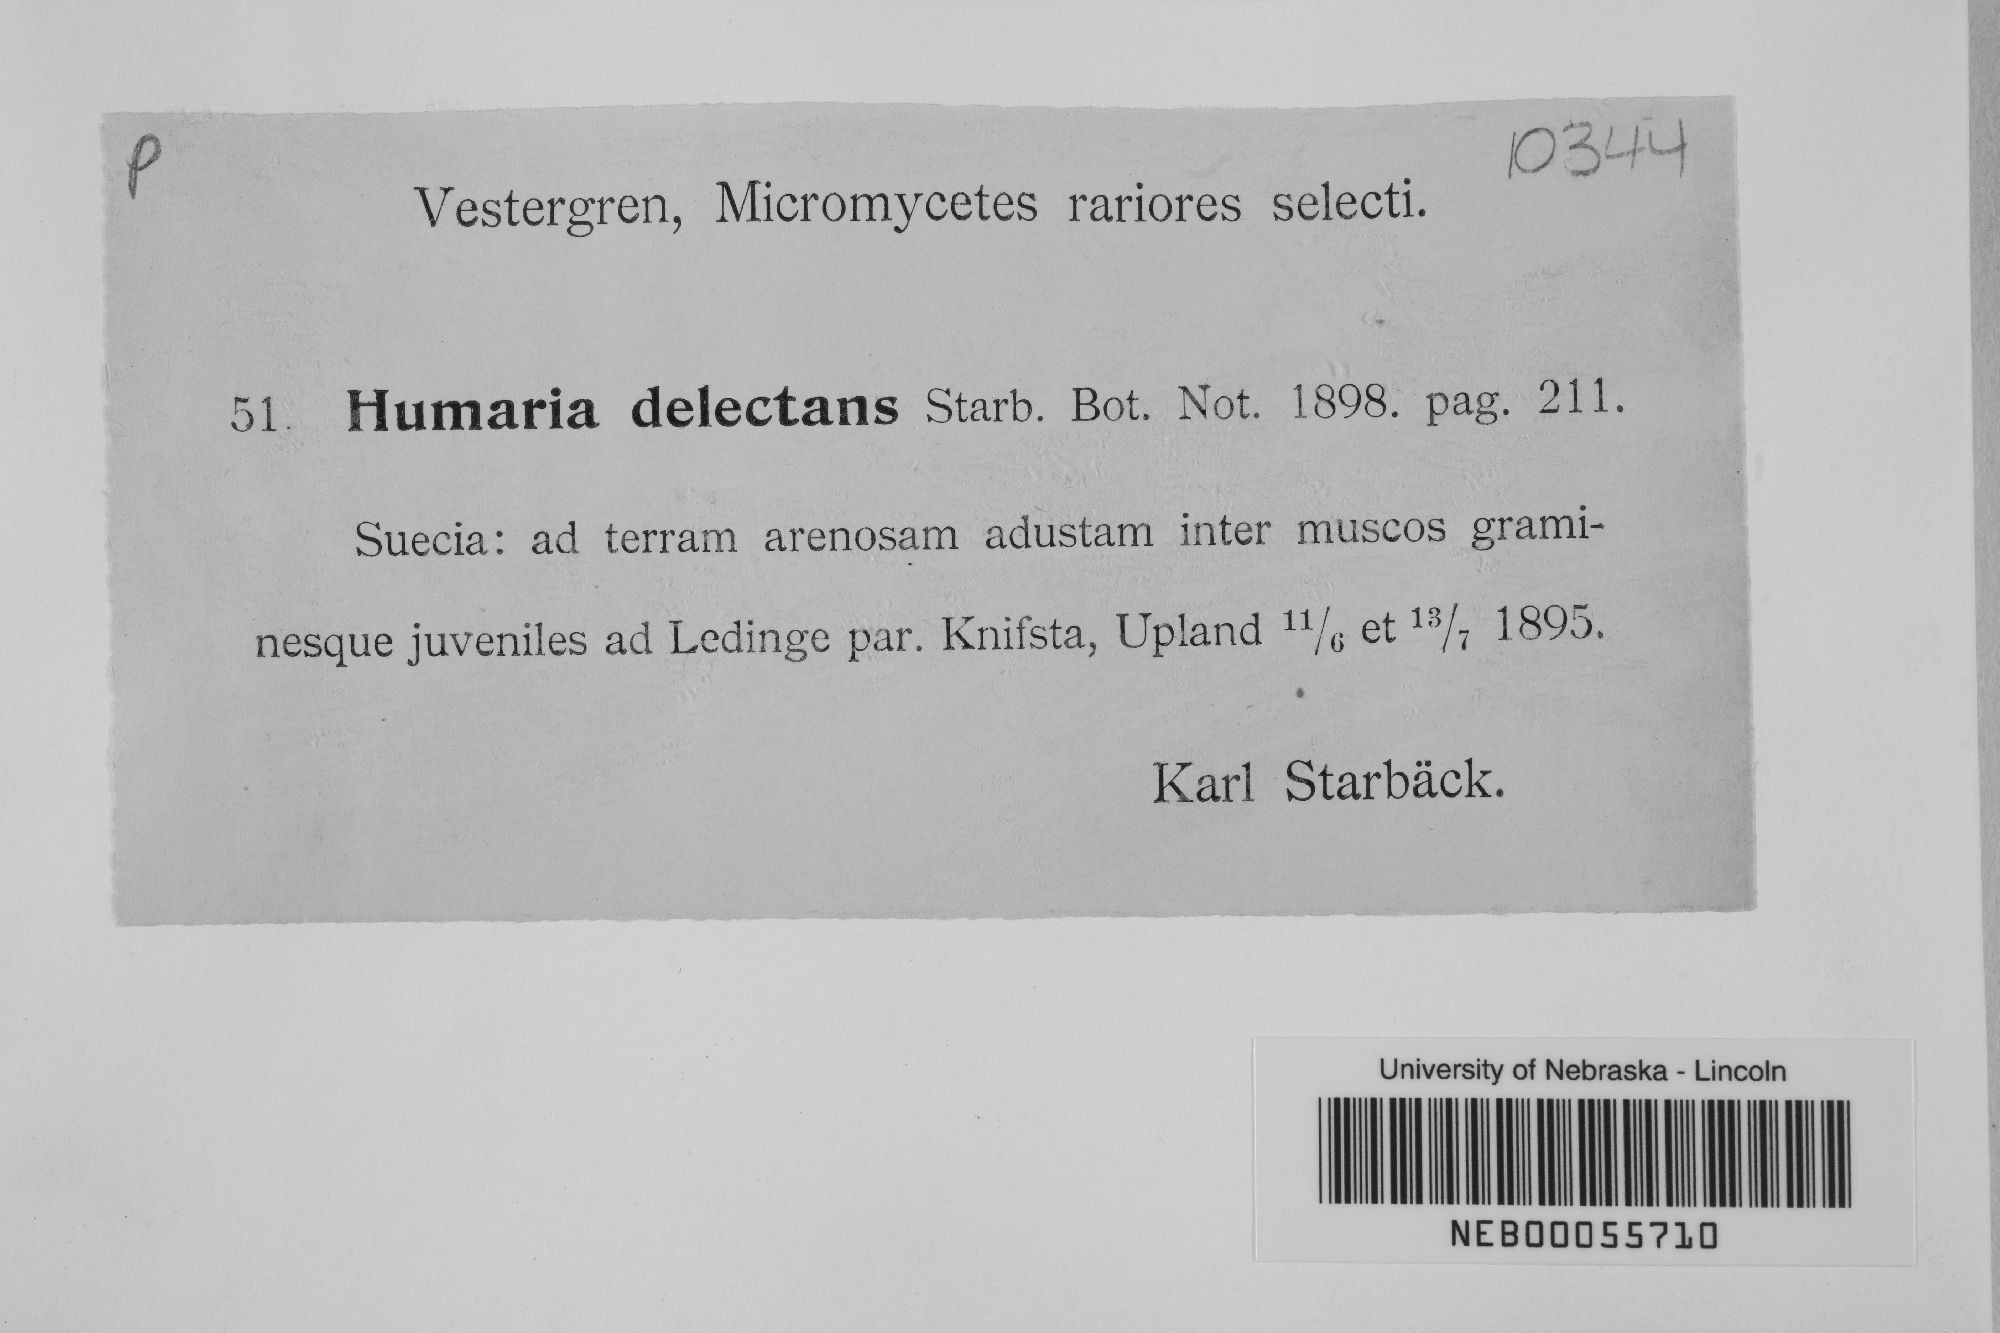 P
10344
Vestergren, Micromycetes rariores selecti.
51. Humaria delectans Starb. Bot. Not. 1898. pag. 211.
Suecia: ad terram arenosam adustam inter muscos grami-
nesque juveniles ad Ledinge par. Knifsta, Upland 11/6 et 13/7 1895.
Karl Starbäck.
University of Nebraska - Lincoln
NEB00055710